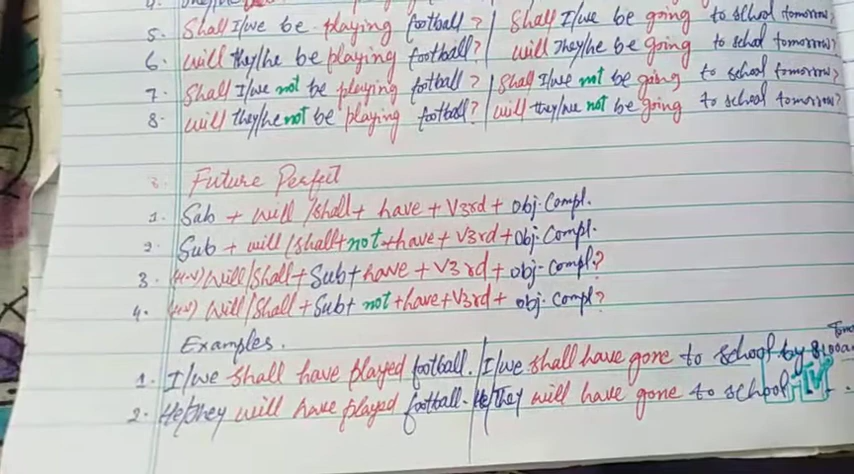 5. Shall I/we be playing football? | Shall I/we be going to school tomorrow?
6. will they/he be playing football? | will They/he be going to school tomorrow?
7. Shall I/we not be playing football? | Shall I/we not be going to school tomorrow?
8. will they/he not be playing football? | will they/he not be going to school tomorrow?
3. Future Perfect
1. Sub + will /shall + have + V3rd + obj. Compl.
2. Sub + will /shall + not + have + V3rd + Obj. Compl.
3. (H-V) Will/Shall + Sub + have + V3rd + obj- Compl?
4. (H-V) Will/Shall + Sub + not + have + V3rd + obj. Compl?
Examples.
1. I/we shall have played football. | I/we shall have gone to school by 8:00am
2. He/they will have played football. | He/they will have gone to school